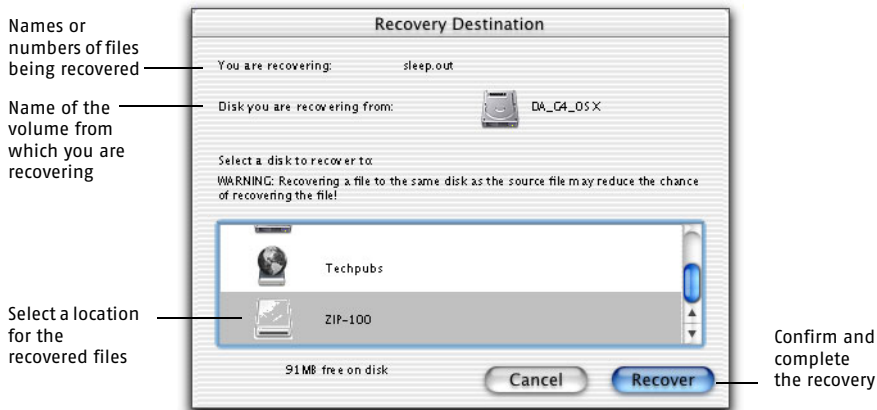 Recovery Destination
Names or
numbers of files
being recovered
You are recovering: sleep.out
Name of the
volume from
which you are
recovering
Disk you are recovering from: DA_G4_OS X
Select a disk to recover to:
WARNING: Recovering a file to the same disk as the source file may reduce the chance
of recovering the file!
Techpubs
Select a location
for the
recovered files
ZIP-100
91 MB free on disk
Cancel
Recover
Confirm and
complete
the recovery